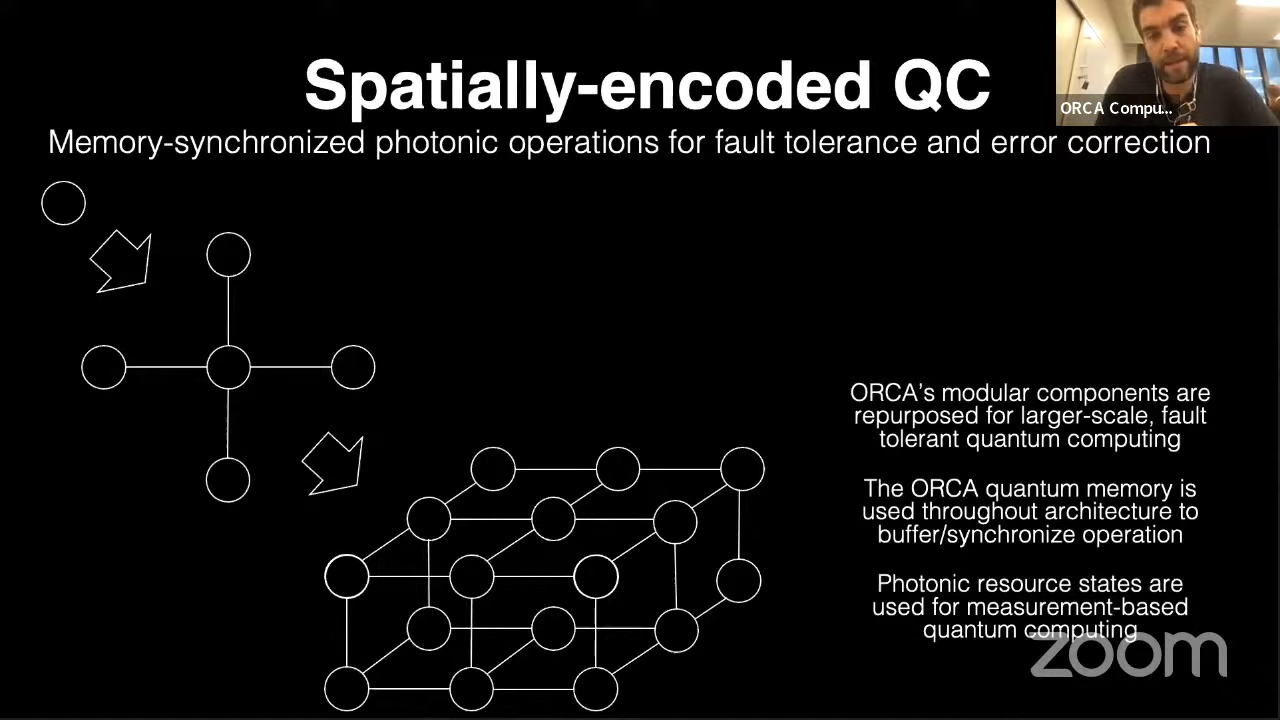 Spatially-encoded QC
ORCA Compu...
Memory-synchronized photonic operations for fault tolerance and error correction
ORCA's modular components are
repurposed for larger-scale, fault
tolerant quantum computing
The ORCA quantum memory is
used throughout architecture to
buffer/synchronize operation
Photonic resource states are
used for measurement-based
quantum computing
zoom